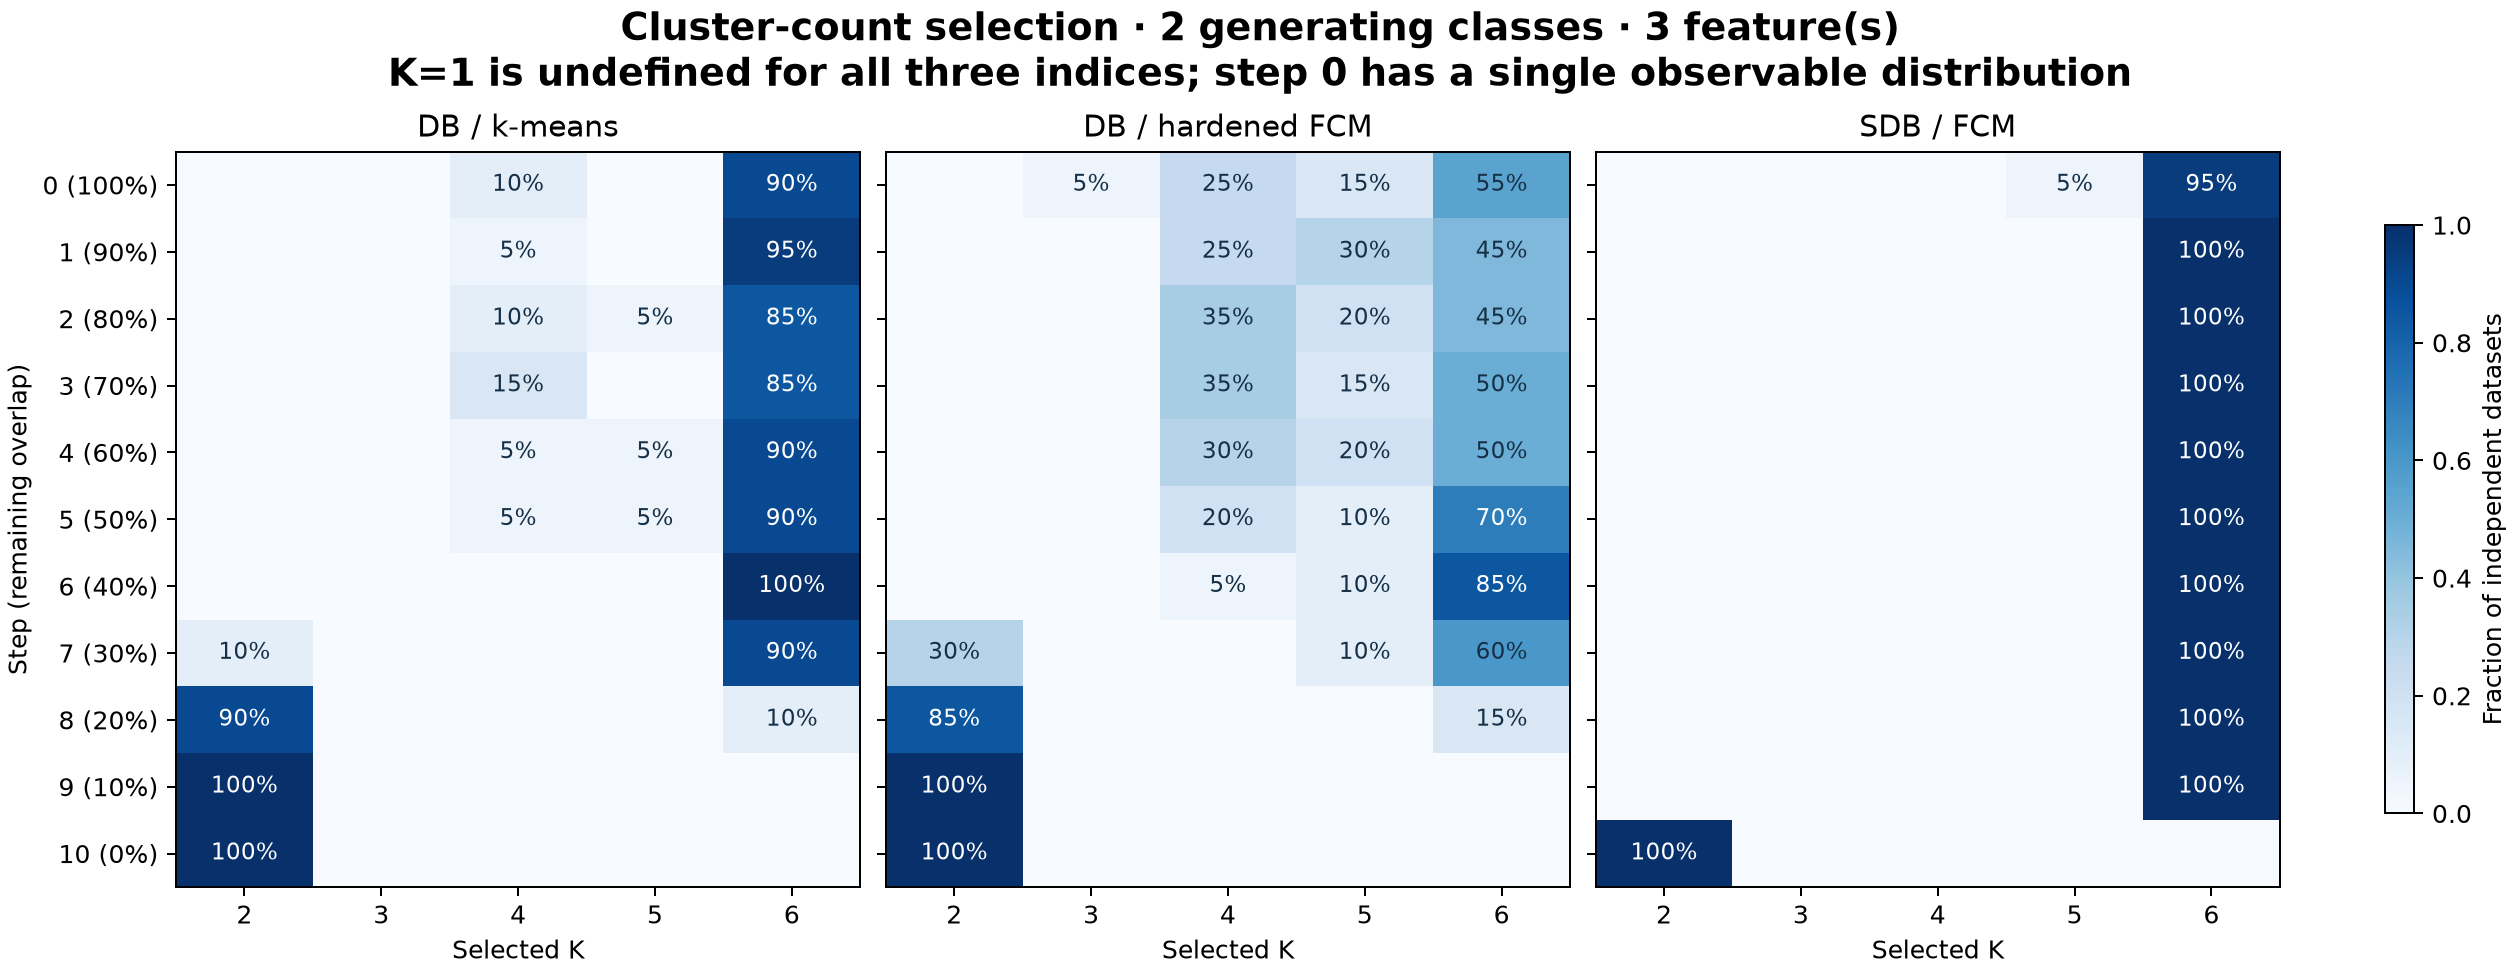 Cluster-count selection · 2 generating classes · 3 feature(s)
K=1 is undefined for all three indices; step 0 has a single observable distribution
DB / k-means
DB / hardened FCM
SDB / FCM
Step (remaining overlap)
0 (100%) 10% 90% 5% 25% 15% 55% 5% 95%
1 (90%) 5% 95% 25% 30% 45% 100%
2 (80%) 10% 5% 85% 35% 20% 45% 100%
3 (70%) 15% 85% 35% 15% 50% 100%
4 (60%) 5% 5% 90% 30% 20% 50% 100%
5 (50%) 5% 5% 90% 20% 10% 70% 100%
6 (40%) 100% 5% 10% 85% 100%
7 (30%) 10% 90% 30% 10% 60% 100%
8 (20%) 90% 10% 85% 15% 100%
9 (10%) 100% 100% 100%
10 (0%) 100% 100% 100%
2 3 4 5 6
2 3 4 5 6
2 3 4 5 6
Selected K
Selected K
Selected K
1.0
0.8
0.6
0.4
0.2
0.0
Fraction of independent datasets